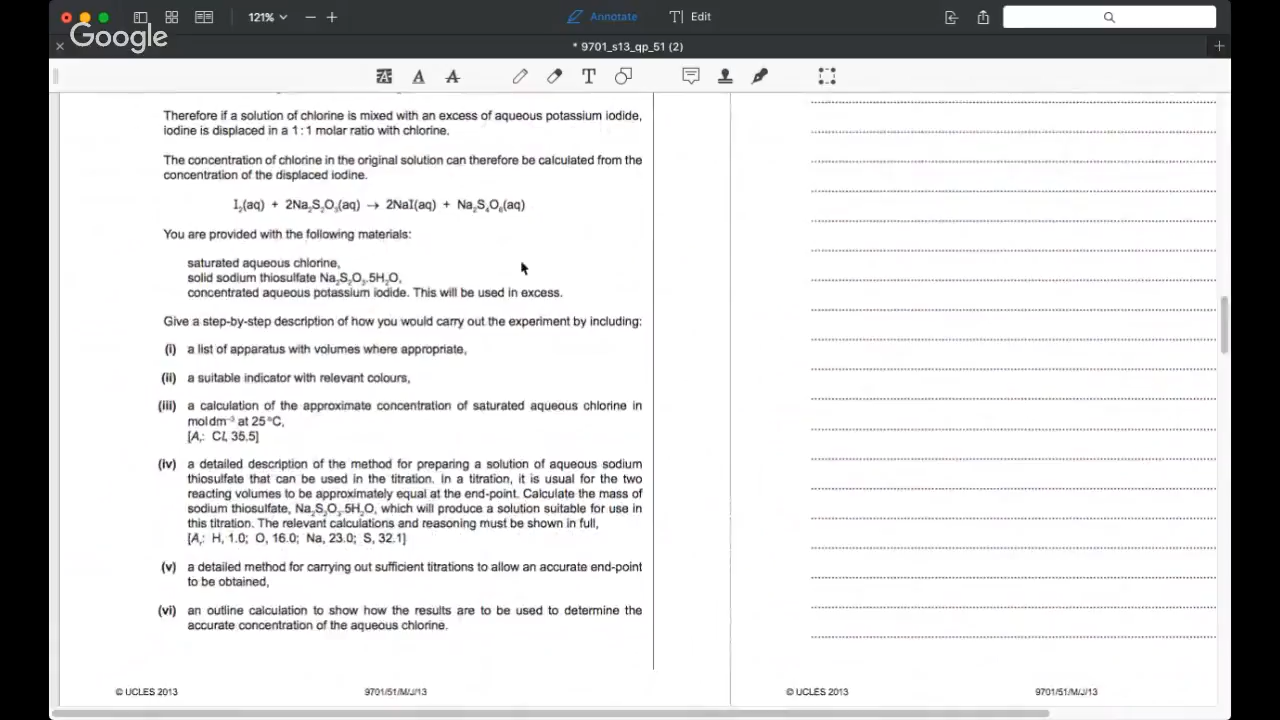 121%
Annotate
Edit
Google
* 9701_s13_qp_51 (2)
Therefore if a solution of chlorine is mixed with an excess of aqueous potassium iodide,
iodine is displaced in a 1 : 1 molar ratio with chlorine.
The concentration of chlorine in the original solution can therefore be calculated from the
concentration of the displaced iodine.
I₂(aq) + 2Na₂S₂O₃(aq) → 2NaI(aq) + Na₂S₄O₆(aq)
You are provided with the following materials:
saturated aqueous chlorine,
solid sodium thiosulfate Na₂S₂O₃.5H₂O,
concentrated aqueous potassium iodide. This will be used in excess.
Give a step-by-step description of how you would carry out the experiment by including:
(i) a list of apparatus with volumes where appropriate,
(ii) a suitable indicator with relevant colours,
(iii) a calculation of the approximate concentration of saturated aqueous chlorine in
mol dm⁻³ at 25 °C,
[Aᵣ: Cl, 35.5]
(iv) a detailed description of the method for preparing a solution of aqueous sodium
thiosulfate that can be used in the titration. In a titration, it is usual for the two
reacting volumes to be approximately equal at the end-point. Calculate the mass of
sodium thiosulfate, Na₂S₂O₃.5H₂O, which will produce a solution suitable for use in
this titration. The relevant calculations and reasoning must be shown in full,
[Aᵣ: H, 1.0; O, 16.0; Na, 23.0; S, 32.1]
(v) a detailed method for carrying out sufficient titrations to allow an accurate end-point
to be obtained,
(vi) an outline calculation to show how the results are to be used to determine the
accurate concentration of the aqueous chlorine.
© UCLES 2013
9701/51/M/J/13
© UCLES 2013
9701/51/M/J/13